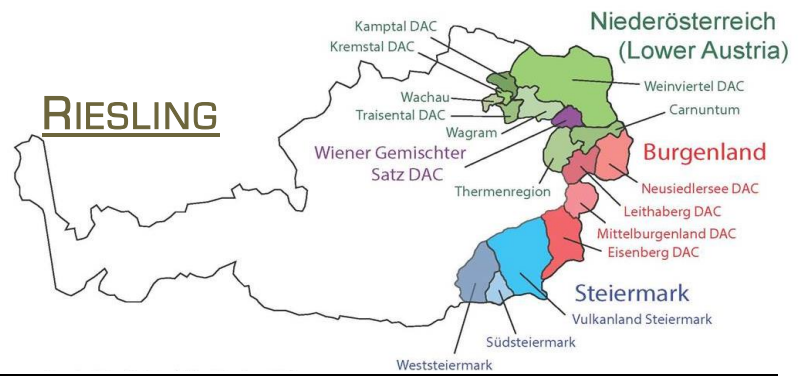 RIESLING
Niederösterreich
(Lower Austria)
Kamptal DAC
Kremstal DAC
Wachau
Traisental DAC
Wagram
Weinviertel DAC
Carnuntum
Wiener Gemischter
Satz DAC
Thermenregion
Burgenland
Neusiedlersee DAC
Leithaberg DAC
Mittelburgenland DAC
Eisenberg DAC
Steiermark
Vulkanland Steiermark
Südsteiermark
Weststeiermark